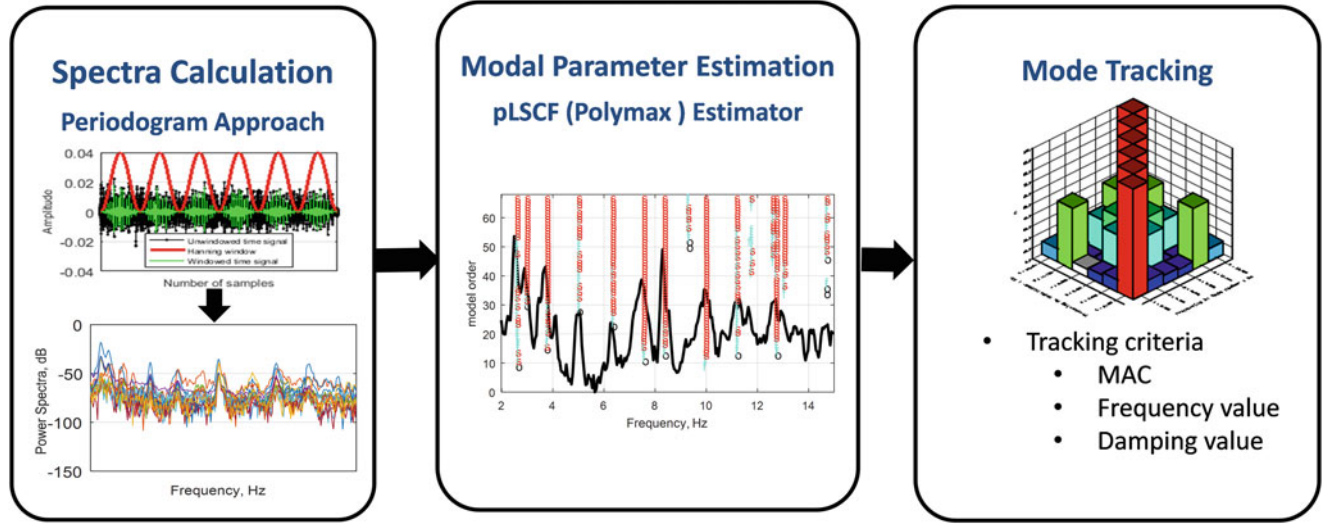 Spectra Calculation
Periodogram Approach
0.04
0.02
0
-0.02
-0.04
Amplitude
Unwindowed time signal
Hanning window
Windowed time signal
Number of samples
0
-50
-100
-150
Power Spectra, dB
Frequency, Hz
Modal Parameter Estimation
pLSCF (Polymax ) Estimator
60
50
40
30
20
10
0
model order
2 4 6 8 10 12 14
Frequency, Hz
Mode Tracking
• Tracking criteria
• MAC
• Frequency value
• Damping value